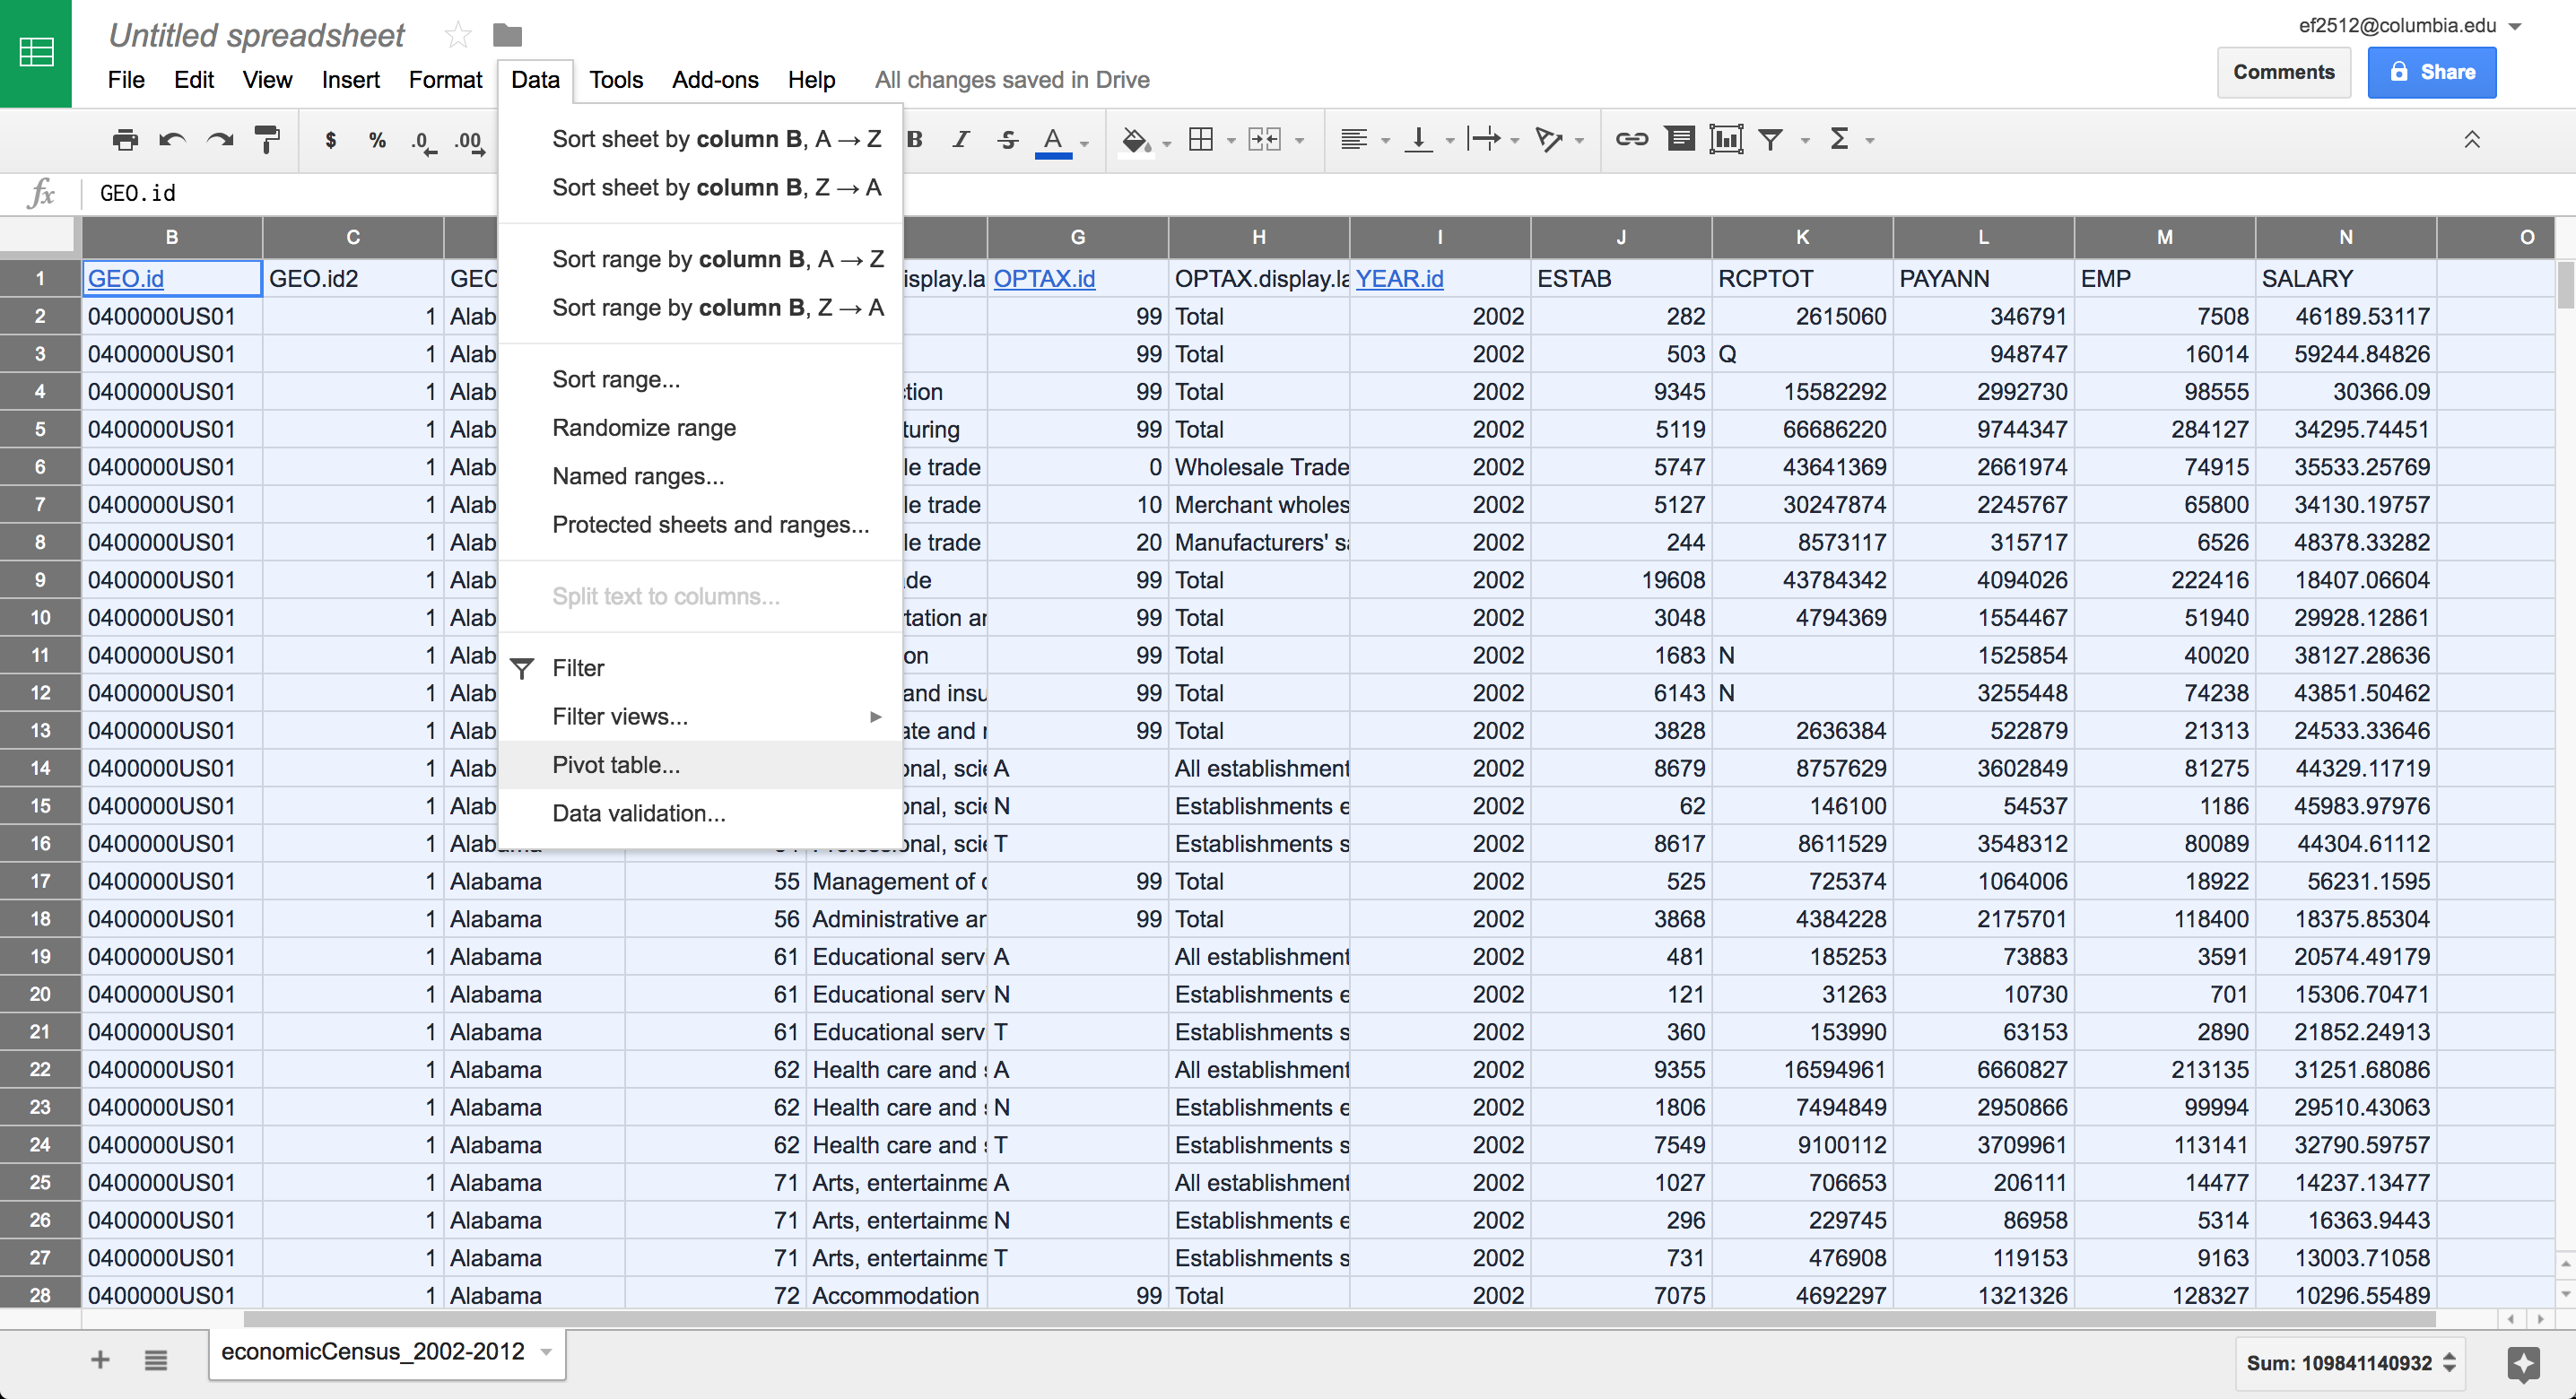 Untitled spreadsheet
ef2512@columbia.edu
File Edit View Insert Format Data Tools Add-ons Help All changes saved in Drive
Comments Share
$ % .0 .00 B I S A Σ
fx GEO.id
Sort sheet by column B, A → Z
Sort sheet by column B, Z → A
Sort range by column B, A → Z
Sort range by column B, Z → A
Sort range...
Randomize range
Named ranges...
Protected sheets and ranges...
Split text to columns...
Filter
Filter views...
Pivot table...
Data validation...
B C G H I J K L M N O
1 GEO.id GEO.id2 GEO isplay.la OPTAX.id OPTAX.display.la YEAR.id ESTAB RCPTOT PAYANN EMP SALARY
2 0400000US01 1 Alab 99 Total 2002 282 2615060 346791 7508 46189.53117
3 0400000US01 1 Alab 99 Total 2002 503 Q 948747 16014 59244.84826
4 0400000US01 1 Alab tion 99 Total 2002 9345 15582292 2992730 98555 30366.09
5 0400000US01 1 Alab turing 99 Total 2002 5119 66686220 9744347 284127 34295.74451
6 0400000US01 1 Alab le trade 0 Wholesale Trade 2002 5747 43641369 2661974 74915 35533.25769
7 0400000US01 1 Alab le trade 10 Merchant wholes 2002 5127 30247874 2245767 65800 34130.19757
8 0400000US01 1 Alab le trade 20 Manufacturers' sa 2002 244 8573117 315717 6526 48378.33282
9 0400000US01 1 Alab de 99 Total 2002 19608 43784342 4094026 222416 18407.06604
10 0400000US01 1 Alab tation ar 99 Total 2002 3048 4794369 1554467 51940 29928.12861
11 0400000US01 1 Alab on 99 Total 2002 1683 N 1525854 40020 38127.28636
12 0400000US01 1 Alab and insu 99 Total 2002 6143 N 3255448 74238 43851.50462
13 0400000US01 1 Alab ate and r 99 Total 2002 3828 2636384 522879 21313 24533.33646
14 0400000US01 1 Alab onal, scie A All establishment 2002 8679 8757629 3602849 81275 44329.11719
15 0400000US01 1 Alab onal, scie N Establishments e 2002 62 146100 54537 1186 45983.97976
16 0400000US01 1 Alab onal, scie T Establishments s 2002 8617 8611529 3548312 80089 44304.61112
17 0400000US01 1 Alabama 55 Management of c 99 Total 2002 525 725374 1064006 18922 56231.1595
18 0400000US01 1 Alabama 56 Administrative ar 99 Total 2002 3868 4384228 2175701 118400 18375.85304
19 0400000US01 1 Alabama 61 Educational serv A All establishment 2002 481 185253 73883 3591 20574.49179
20 0400000US01 1 Alabama 61 Educational serv N Establishments e 2002 121 31263 10730 701 15306.70471
21 0400000US01 1 Alabama 61 Educational serv T Establishments s 2002 360 153990 63153 2890 21852.24913
22 0400000US01 1 Alabama 62 Health care and s A All establishment 2002 9355 16594961 6660827 213135 31251.68086
23 0400000US01 1 Alabama 62 Health care and s N Establishments e 2002 1806 7494849 2950866 99994 29510.43063
24 0400000US01 1 Alabama 62 Health care and s T Establishments s 2002 7549 9100112 3709961 113141 32790.59757
25 0400000US01 1 Alabama 71 Arts, entertainme A All establishment 2002 1027 706653 206111 14477 14237.13477
26 0400000US01 1 Alabama 71 Arts, entertainme N Establishments e 2002 296 229745 86958 5314 16363.9443
27 0400000US01 1 Alabama 71 Arts, entertainme T Establishments s 2002 731 476908 119153 9163 13003.71058
28 0400000US01 1 Alabama 72 Accommodation 99 Total 2002 7075 4692297 1321326 128327 10296.55489
economicCensus_2002-2012
Sum: 109841140932